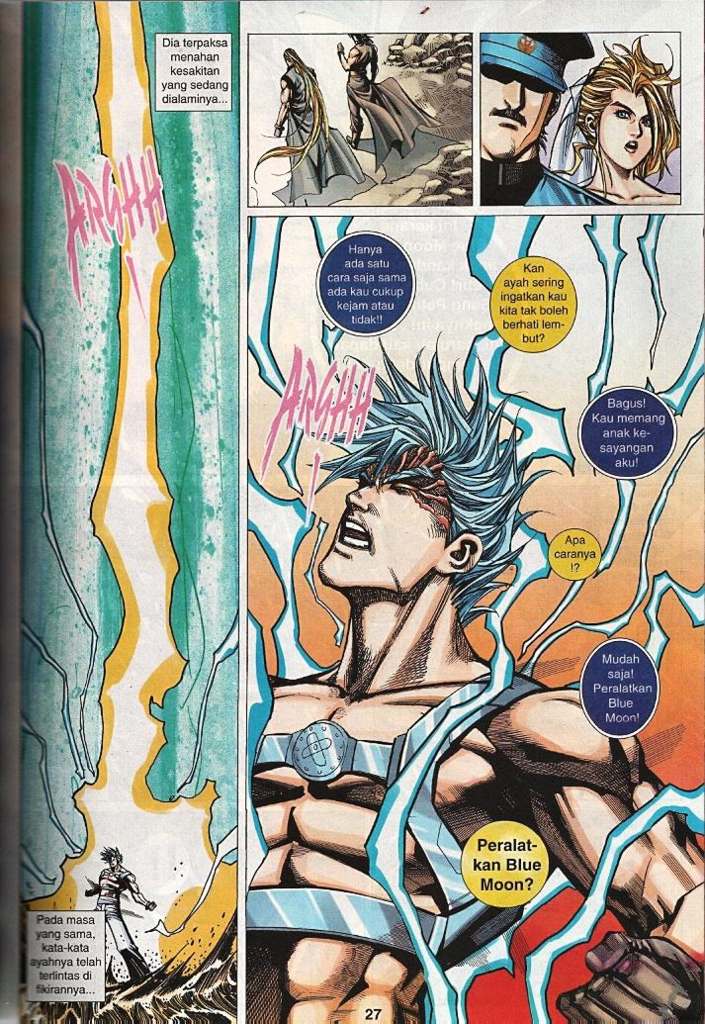 Dia terpaksa
menahan
kesakitan
yang sedang
dialaminya...
ARGHH
!
Pada masa
yang sama,
kata-kata
ayahnya telah
terlintas di
fikirannya...
Hanya
ada satu
cara saja sama
ada kau cukup
kejam atau
tidak!!
Kan
ayah sering
ingatkan kau
kita tak boleh
berhati lem-
but?
ARGHH
!
Bagus!
Kau memang
anak ke-
sayangan
aku!
Apa
caranya
!?
Mudah
saja!
Peralatkan
Blue
Moon!
Peralat-
kan Blue
Moon?
27